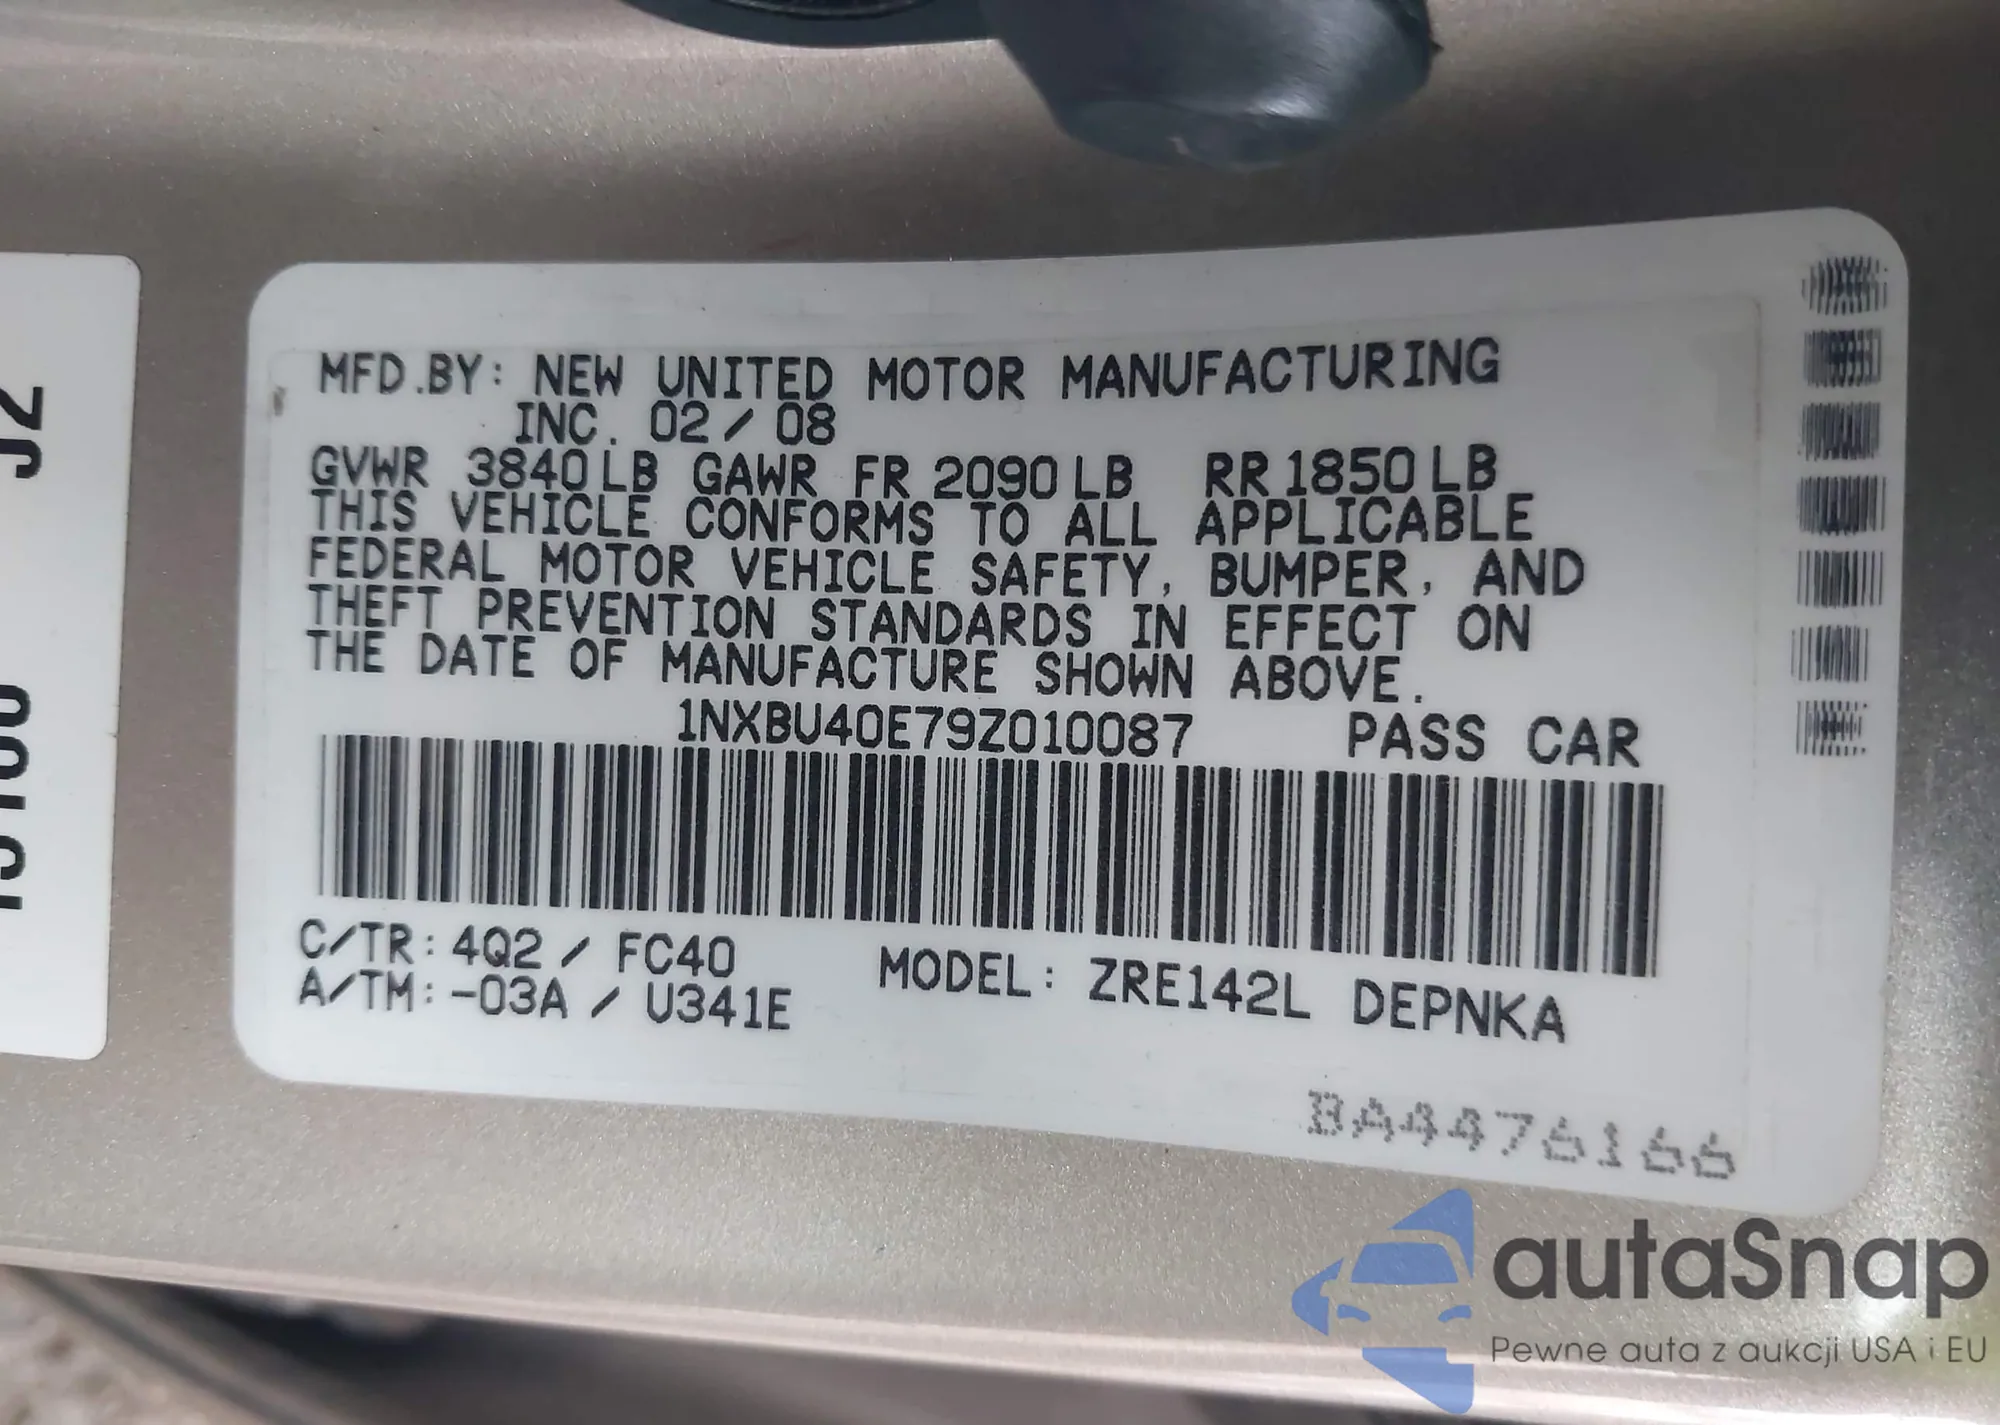 MFD.BY: NEW UNITED MOTOR MANUFACTURING
INC. 02/08
GVWR 3840LB GAWR FR 2090LB RR1850LB
THIS VEHICLE CONFORMS TO ALL APPLICABLE
FEDERAL MOTOR VEHICLE SAFETY, BUMPER, AND
THEFT PREVENTION STANDARDS IN EFFECT ON
THE DATE OF MANUFACTURE SHOWN ABOVE.
1NXBU40E79Z010087 PASS CAR
C/TR: 4Q2 / FC40
A/TM: -03A / U341E
MODEL: ZRE142L DEPNKA
BA4476166
autaSnap
Pewne auta z aukcji USA i EU